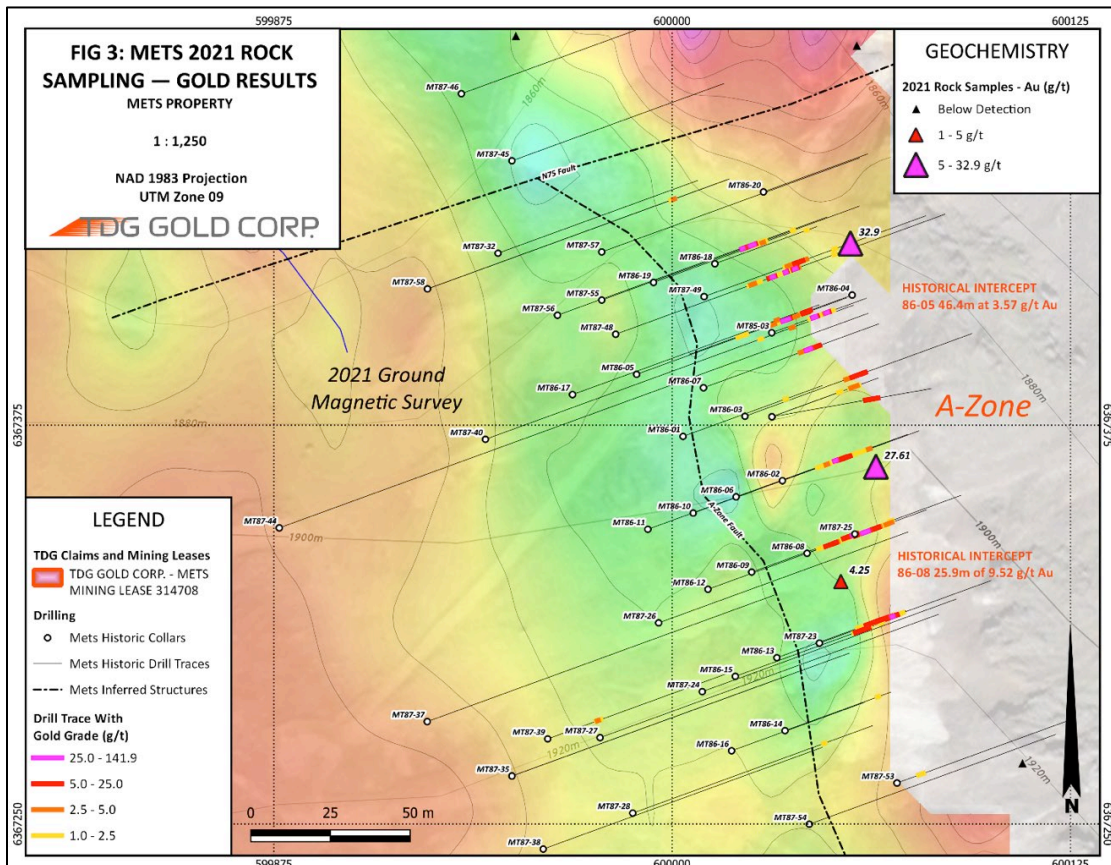 599875
600000
600125
FIG 3: METS 2021 ROCK
SAMPLING — GOLD RESULTS
METS PROPERTY
1 : 1,250
NAD 1983 Projection
UTM Zone 09
TDG GOLD CORP.
GEOCHEMISTRY
2021 Rock Samples - Au (g/t)
Below Detection
1 - 5 g/t
5 - 32.9 g/t
1860m
1860m
MT87-46
MT87-45
N75 Fault
MT86-20
MT87-32
MT87-57
MT86-18
32.9
MT87-58
MT86-19
MT87-49
MT86-04
MT87-55
HISTORICAL INTERCEPT
86-05 46.4m at 3.57 g/t Au
MT87-56
MT87-48
MT85-03
2021 Ground
Magnetic Survey
MT86-05
MT86-17
MT86-07
1880m
1880m
MT86-03
A-Zone
6367375
6367375
MT87-40
MT86-01
27.61
MT86-02
MT86-06
MT86-10
A-Zone Fault
MT87-44
MT86-11
MT87-25
1900m
1900m
MT86-08
HISTORICAL INTERCEPT
86-08 25.9m of 9.52 g/t Au
MT86-09
4.25
MT86-12
MT87-26
MT87-23
MT86-13
MT86-15
1920m
MT87-24
MT87-37
MT86-14
MT87-39
MT87-27
1920m
MT86-16
1920m
MT87-35
MT87-53
MT87-28
MT87-54
MT87-38
6367250
6367250
LEGEND
TDG Claims and Mining Leases
TDG GOLD CORP. - METS
MINING LEASE 314708
Drilling
Mets Historic Collars
Mets Historic Drill Traces
Mets Inferred Structures
Drill Trace With
Gold Grade (g/t)
25.0 - 141.9
5.0 - 25.0
2.5 - 5.0
1.0 - 2.5
0
25
50 m
N
599875
600000
600125